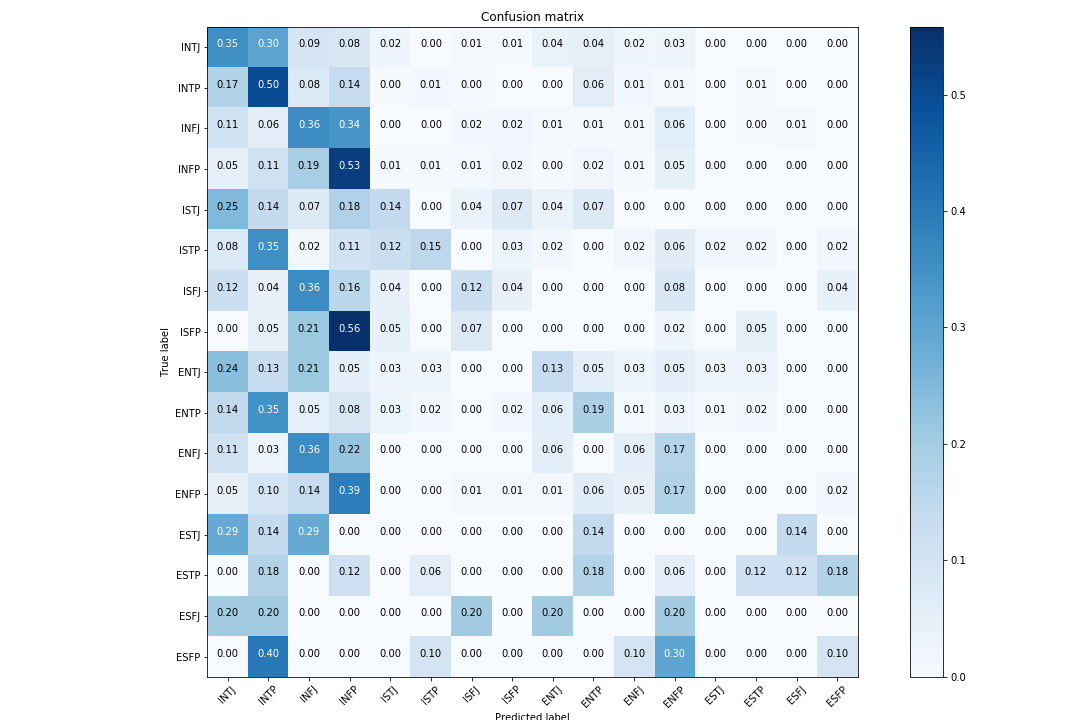 Confusion matrix
INTJ 0.35 0.30 0.09 0.08 0.02 0.00 0.01 0.01 0.04 0.04 0.02 0.03 0.00 0.00 0.00 0.00
INTP 0.17 0.50 0.08 0.14 0.00 0.01 0.00 0.00 0.00 0.06 0.01 0.01 0.00 0.01 0.00 0.00
INFJ 0.11 0.06 0.36 0.34 0.00 0.00 0.02 0.02 0.01 0.01 0.01 0.06 0.00 0.00 0.01 0.00
INFP 0.05 0.11 0.19 0.53 0.01 0.01 0.01 0.02 0.00 0.02 0.01 0.05 0.00 0.00 0.00 0.00
ISTJ 0.25 0.14 0.07 0.18 0.14 0.00 0.04 0.07 0.04 0.07 0.00 0.00 0.00 0.00 0.00 0.00
ISTP 0.08 0.35 0.02 0.11 0.12 0.15 0.00 0.03 0.02 0.00 0.02 0.06 0.02 0.02 0.00 0.02
ISFJ 0.12 0.04 0.36 0.16 0.04 0.00 0.12 0.04 0.00 0.00 0.00 0.08 0.00 0.00 0.00 0.04
ISFP 0.00 0.05 0.21 0.56 0.05 0.00 0.07 0.00 0.00 0.00 0.00 0.02 0.00 0.05 0.00 0.00
ENTJ 0.24 0.13 0.21 0.05 0.03 0.03 0.00 0.00 0.13 0.05 0.03 0.05 0.03 0.03 0.00 0.00
ENTP 0.14 0.35 0.05 0.08 0.03 0.02 0.00 0.02 0.06 0.19 0.01 0.03 0.01 0.02 0.00 0.00
ENFJ 0.11 0.03 0.36 0.22 0.00 0.00 0.00 0.00 0.06 0.00 0.06 0.17 0.00 0.00 0.00 0.00
ENFP 0.05 0.10 0.14 0.39 0.00 0.00 0.01 0.01 0.01 0.06 0.05 0.17 0.00 0.00 0.00 0.02
ESTJ 0.29 0.14 0.29 0.00 0.00 0.00 0.00 0.00 0.00 0.14 0.00 0.00 0.00 0.00 0.14 0.00
ESTP 0.00 0.18 0.00 0.12 0.00 0.06 0.00 0.00 0.00 0.18 0.00 0.06 0.00 0.12 0.12 0.18
ESFJ 0.20 0.20 0.00 0.00 0.00 0.00 0.20 0.00 0.20 0.00 0.00 0.20 0.00 0.00 0.00 0.00
ESFP 0.00 0.40 0.00 0.00 0.00 0.10 0.00 0.00 0.00 0.00 0.10 0.30 0.00 0.00 0.00 0.10
True label
INTJ INTP INFJ INFP ISTJ ISTP ISFJ ISFP ENTJ ENTP ENFJ ENFP ESTJ ESTP ESFJ ESFP
Predicted label
0.5
0.4
0.3
0.2
0.1
0.0